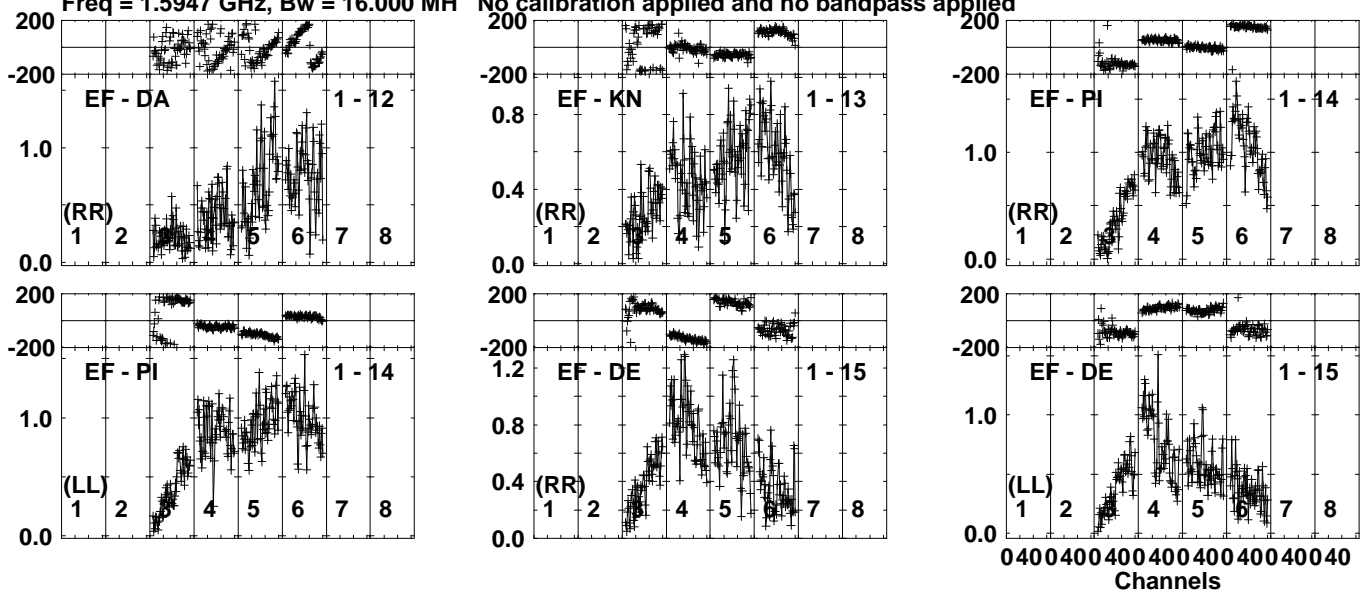 Freq = 1.5947 GHz, Bw = 16.000 MH   No calibration applied and no bandpass applied
200 200 200
-200 -200 -200
EF - DA 1 - 12 EF - KN 1 - 13 EF - PI 1 - 14
0.8
1.0 1.0
0.4
(RR) (RR) (RR)
1 2 3 4 5 6 7 8 1 2 3 4 5 6 7 8 1 2 3 4 5 6 7 8
0.0 0.0 0.0
200 200 200
-200 -200 -200
EF - PI 1 - 14 EF - DE 1 - 15 EF - DE 1 - 15
1.2
1.0 1.0
0.8
(LL) 0.4 (RR) (LL)
1 2 3 4 5 6 7 8 1 2 3 4 5 6 7 8 1 2 3 4 5 6 7 8
0.0 0.0 0.0
0 40 0 40 0 40 0 40 0 40 0 40 0 40 0 40
Channels